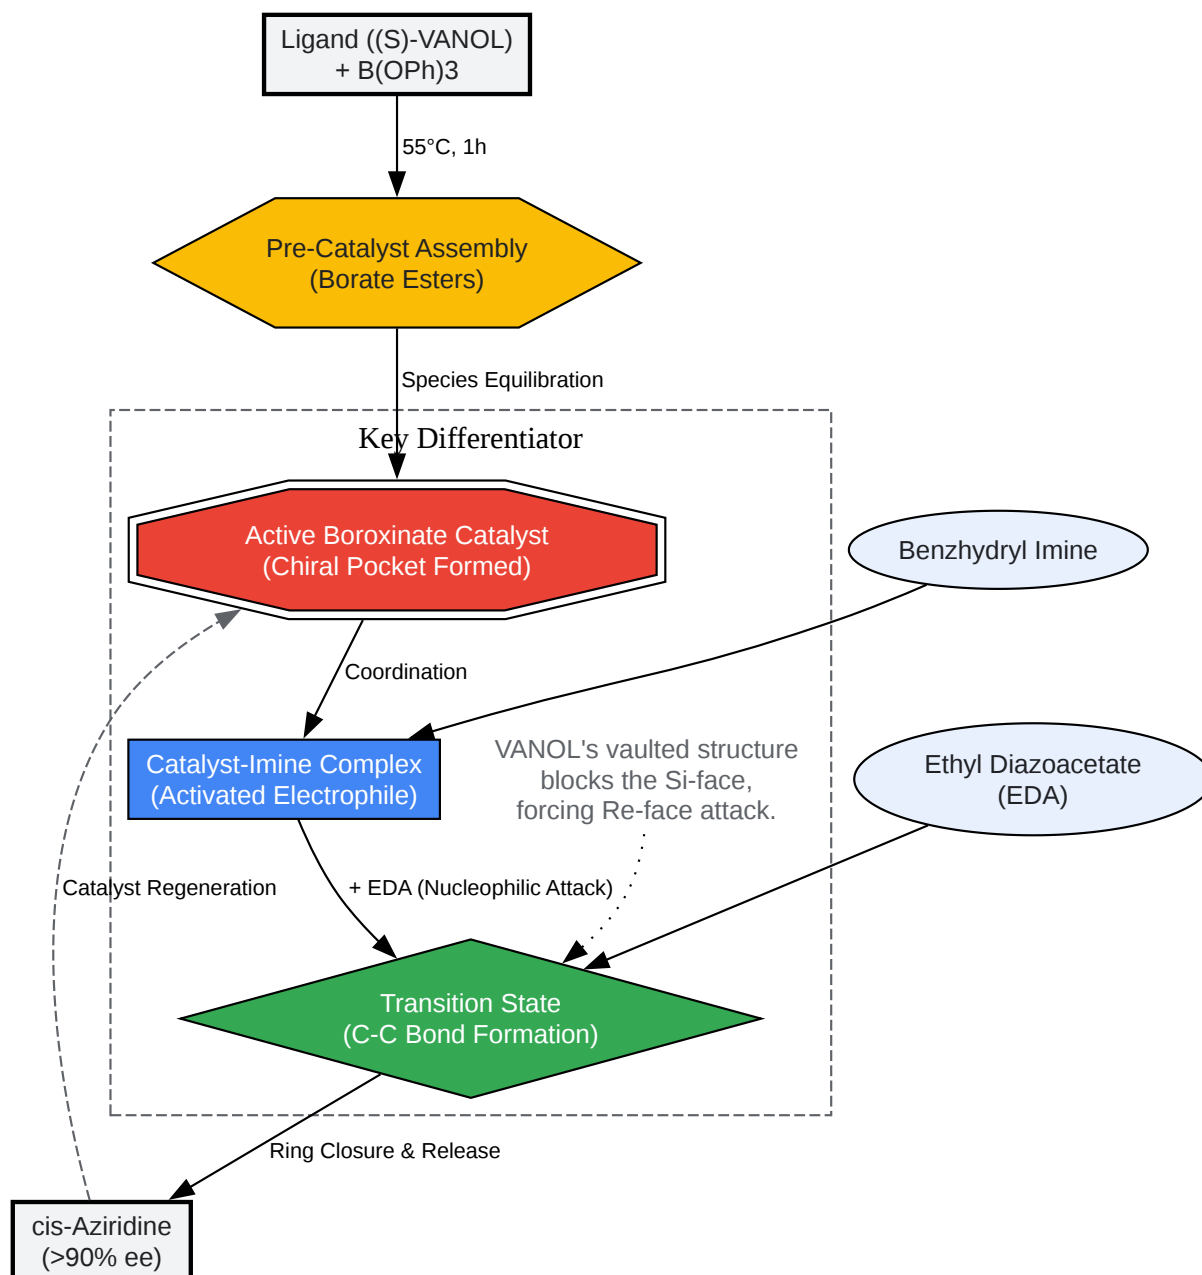 Ligand ((S)-VANOL)
+ B(OPh)3
55°C, 1h
Pre-Catalyst Assembly
(Borate Esters)
Species Equilibration
Key Differentiator
Active Boroxinate Catalyst
(Chiral Pocket Formed)
Benzhydryl Imine
Coordination
Catalyst-Imine Complex
(Activated Electrophile)
VANOL's vaulted structure
blocks the Si-face,
forcing Re-face attack.
Ethyl Diazoacetate
(EDA)
Catalyst Regeneration
+ EDA (Nucleophilic Attack)
Transition State
(C-C Bond Formation)
Ring Closure & Release
cis-Aziridine
(>90% ee)